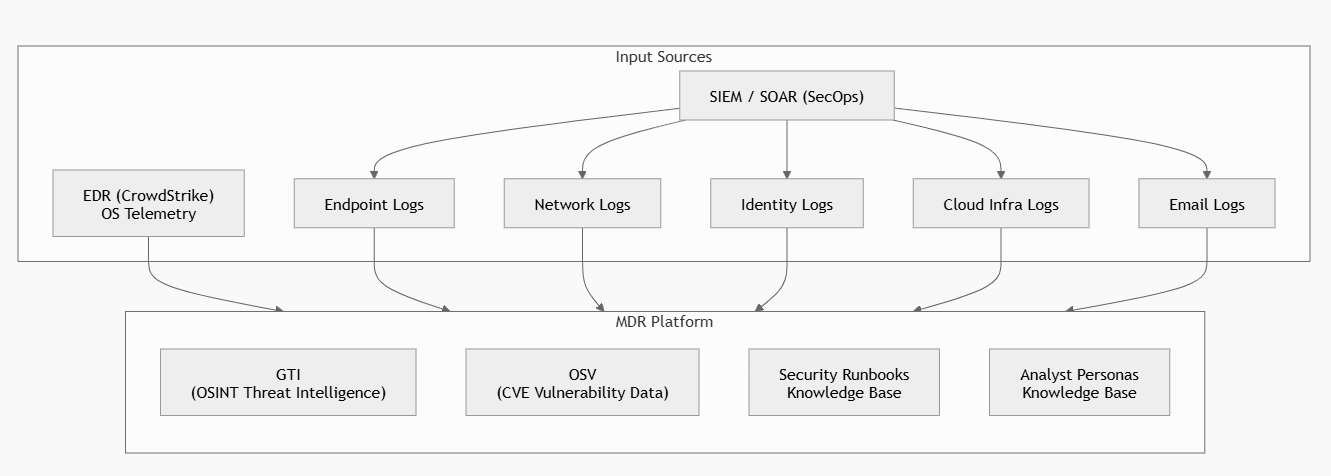 Input Sources
SIEM / SOAR (SecOps)
EDR (CrowdStrike)
OS Telemetry
Endpoint Logs
Network Logs
Identity Logs
Cloud Infra Logs
Email Logs
MDR Platform
GTI
(OSINT Threat Intelligence)
OSV
(CVE Vulnerability Data)
Security Runbooks
Knowledge Base
Analyst Personas
Knowledge Base